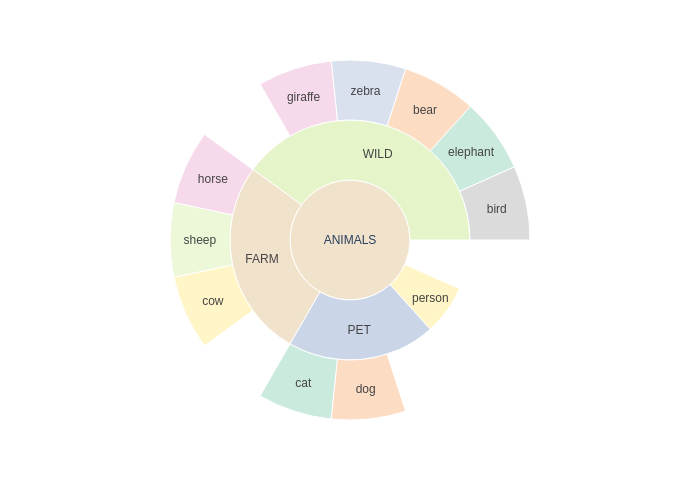 giraffe
zebra
bear
elephant
bird
WILD
horse
sheep
cow
FARM
ANIMALS
person
PET
cat
dog